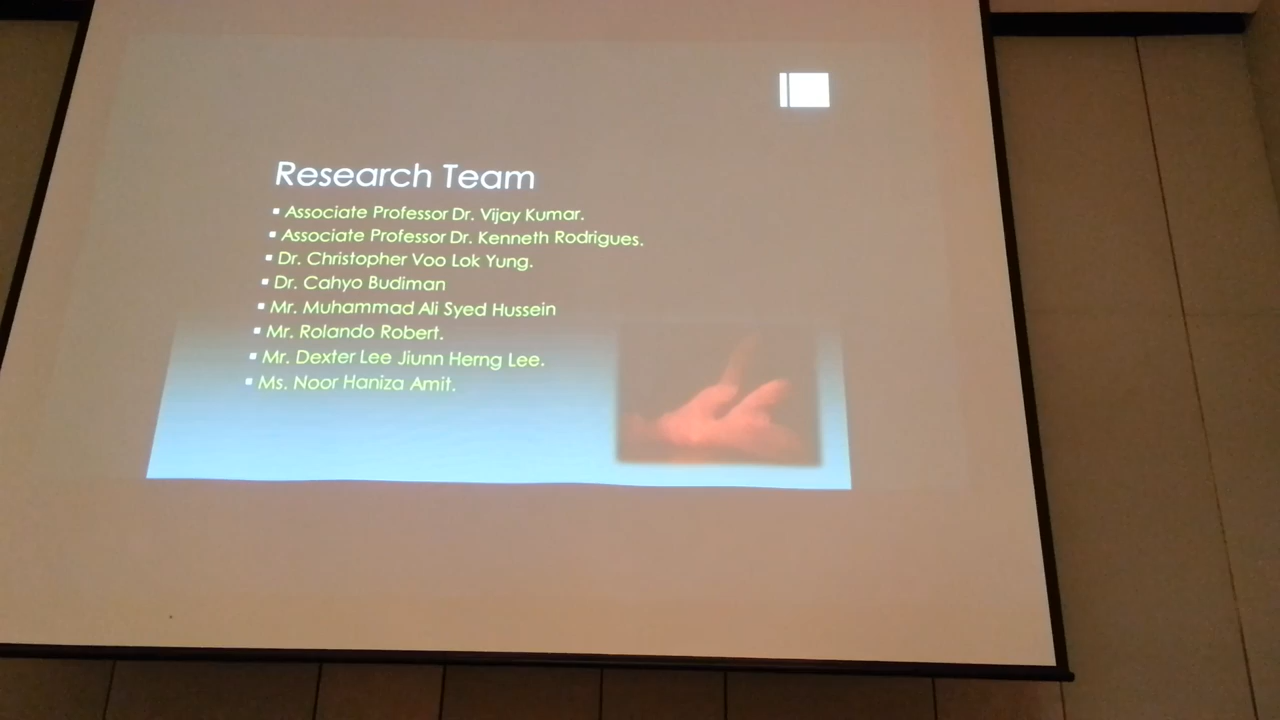 Research Team
Associate Professor Dr. Vijay Kumar.
Associate Professor Dr. Kenneth Rodrigues.
Dr. Christopher Voo Lok Yung.
Dr. Cahyo Budiman
Mr. Muhammad Ali Syed Hussein
Mr. Rolando Robert.
Mr. Dexter Lee Jiunn Herng Lee.
Ms. Noor Haniza Amit.